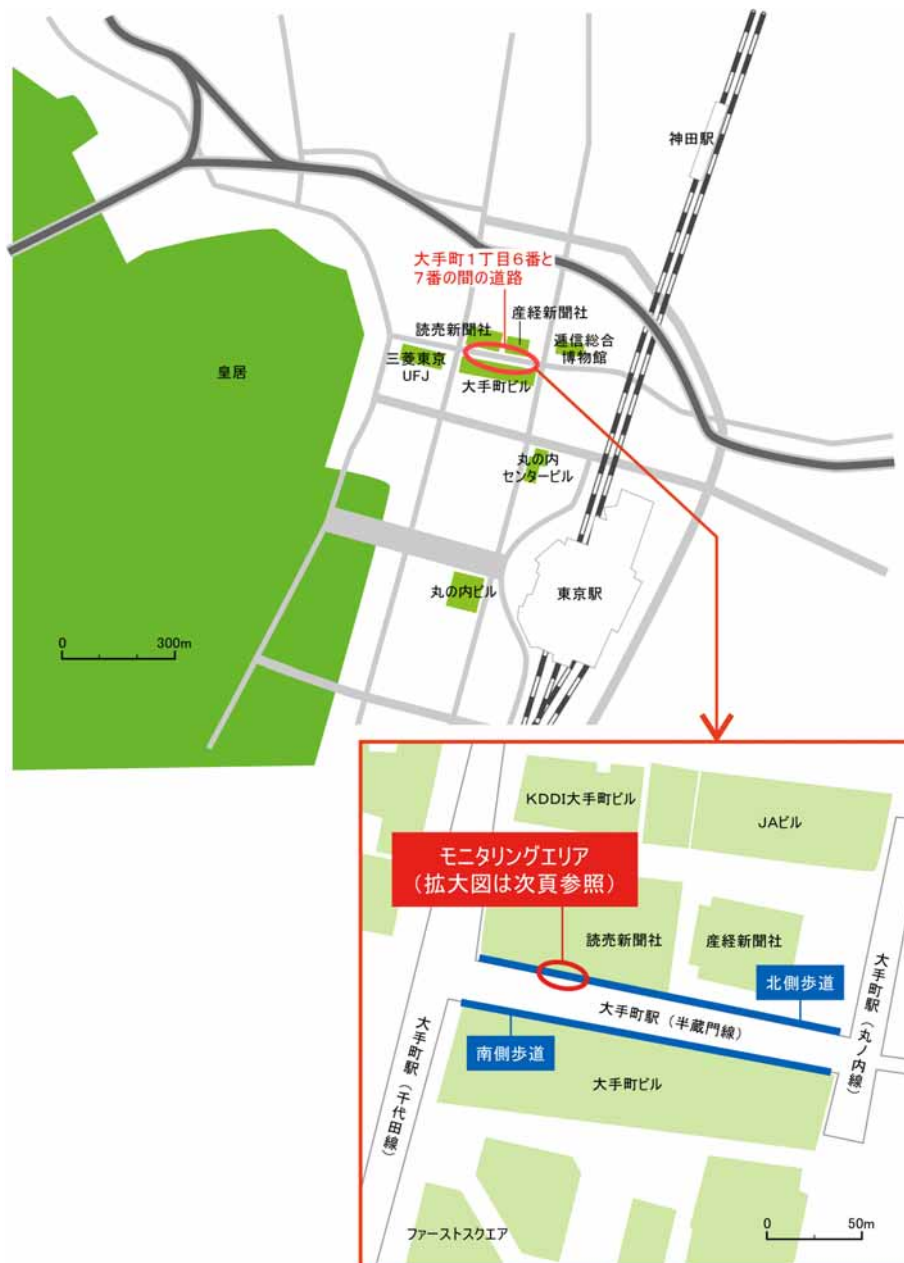 神田駅
大手町１丁目６番と
７番の間の道路
産経新聞社
読売新聞社
逓信総合
博物館
三菱東京
UFJ
大手町ビル
皇居
丸の内
センタービル
丸の内ビル
東京駅
0
300m
KDDI大手町ビル
JAビル
モニタリングエリア
（拡大図は次頁参照）
読売新聞社
産経新聞社
北側歩道
大手町駅（半蔵門線）
大手町駅（丸ノ内線）
南側歩道
大手町駅（千代田線）
大手町ビル
ファーストスクエア
0
50m